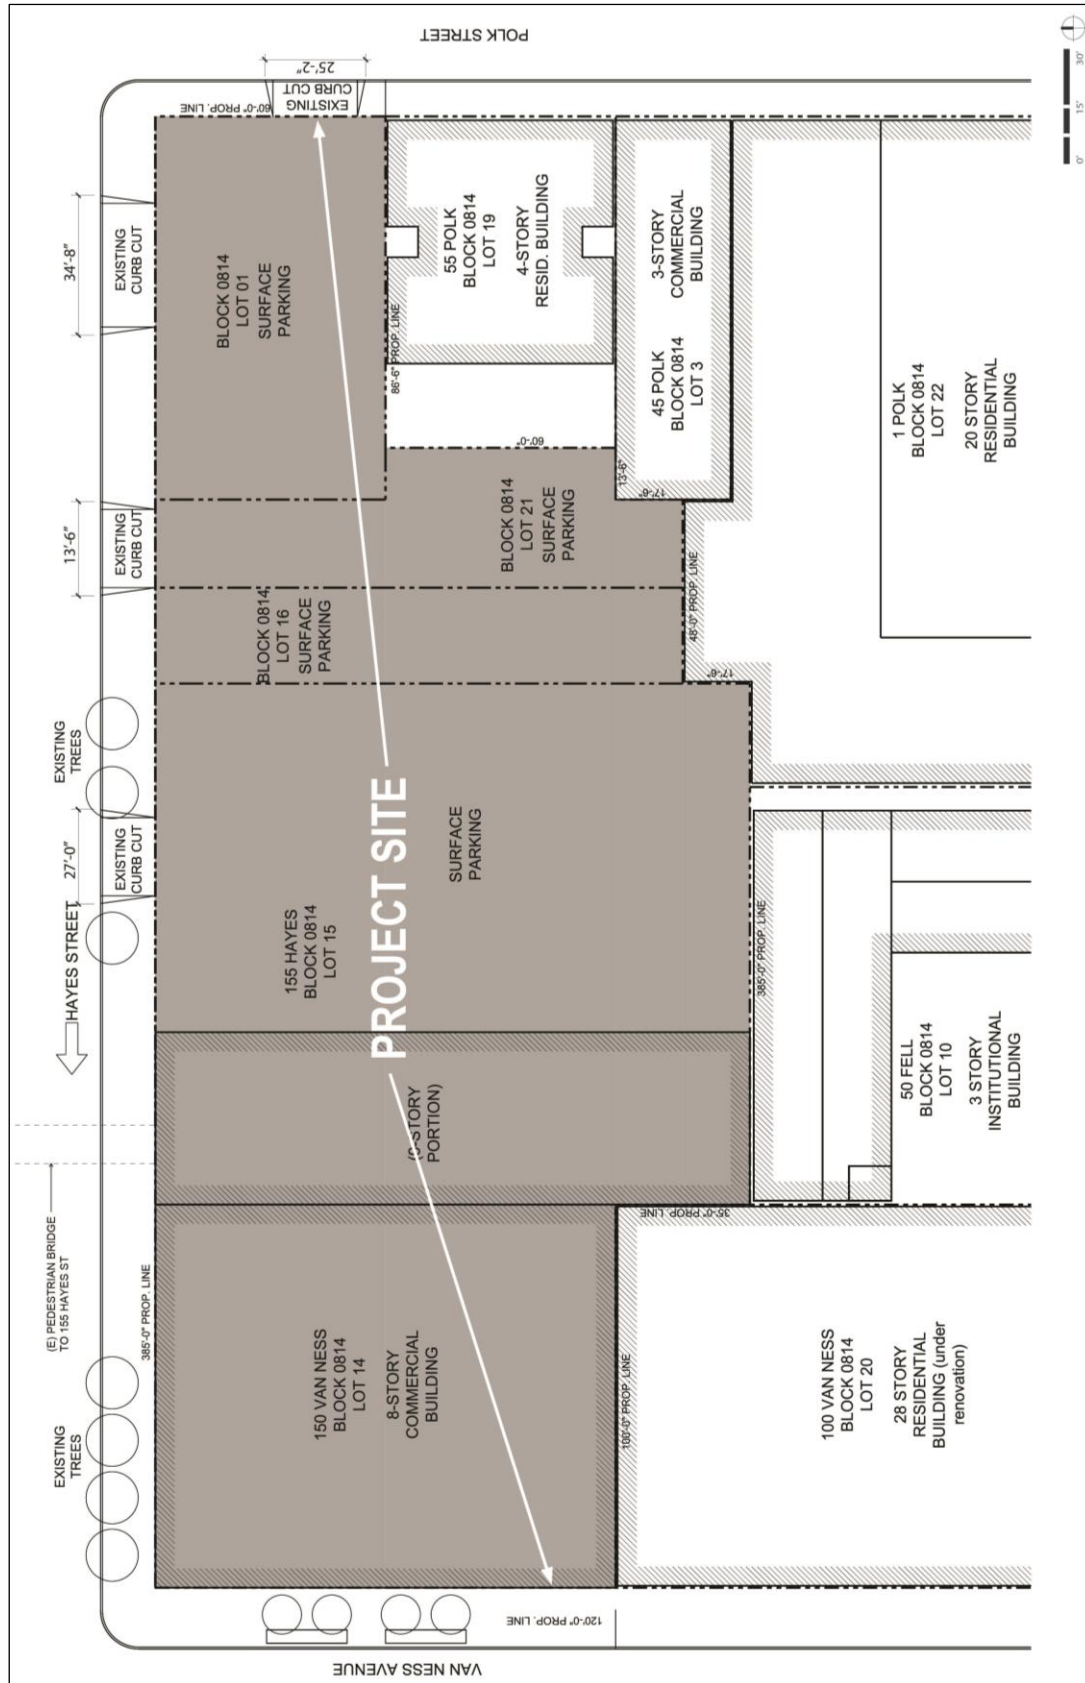 POLK STREET
25'-2"
EXISTING
CURB CUT
60'-0" PROP. LINE
0'
15'
30'
34'-8"
EXISTING
CURB CUT
BLOCK 0814
LOT 01
SURFACE
PARKING
55 POLK
BLOCK 0814
LOT 19
4-STORY
RESID. BUILDING
86'-6" PROP. LINE
3-STORY
COMMERCIAL
BUILDING
45 POLK
BLOCK 0814
LOT 3
60'-0"
13'-6"
17'-6"
1 POLK
BLOCK 0814
LOT 22
20 STORY
RESIDENTIAL
BUILDING
13'-6"
EXISTING
CURB CUT
BLOCK 0814
LOT 21
SURFACE
PARKING
BLOCK 0814
LOT 16
SURFACE
PARKING
48'-0" PROP. LINE
17'-6"
EXISTING
TREES
27'-0"
EXISTING
CURB CUT
HAYES STREET
PROJECT SITE
SURFACE
PARKING
155 HAYES
BLOCK 0814
LOT 15
385'-0" PROP. LINE
50 FELL
BLOCK 0814
LOT 10
3 STORY
INSTITUTIONAL
BUILDING
STORY
PORTION)
(E) PEDESTRIAN BRIDGE
TO 155 HAYES ST
35'-0" PROP. LINE
385'-0" PROP. LINE
150 VAN NESS
BLOCK 0814
LOT 14
8-STORY
COMMERCIAL
BUILDING
100'-0" PROP. LINE
100 VAN NESS
BLOCK 0814
LOT 20
28 STORY
RESIDENTIAL
BUILDING (under
renovation)
EXISTING
TREES
120'-0" PROP. LINE
VAN NESS AVENUE